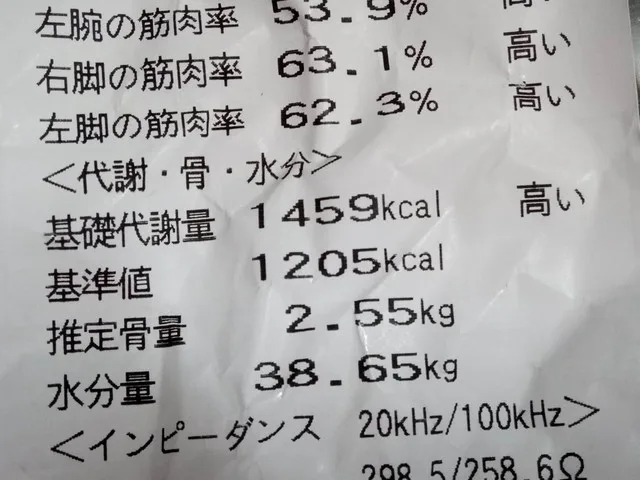 左腕の筋肉率 53.9% 高い
右脚の筋肉率 63.1% 高い
左脚の筋肉率 62.3% 高い
<代謝・骨・水分>
基礎代謝量 1459kcal 高い
基準値 1205kcal
推定骨量 2.55kg
水分量 38.65kg
<インピーダンス 20kHz/100kHz>
298.5/258.6Ω